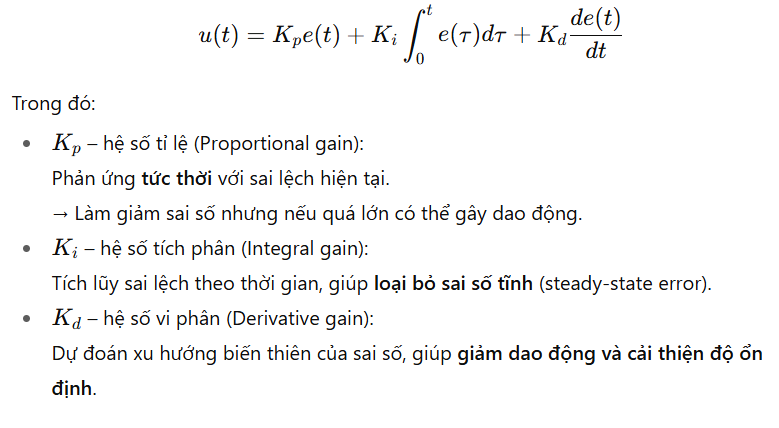 u(t) = K_p e(t) + K_i ∫_0^t e(τ)dτ + K_d de(t)/dt
Trong đó:
• K_p – hệ số tỉ lệ (Proportional gain):
Phản ứng tức thời với sai lệch hiện tại.
→ Làm giảm sai số nhưng nếu quá lớn có thể gây dao động.
• K_i – hệ số tích phân (Integral gain):
Tích lũy sai lệch theo thời gian, giúp loại bỏ sai số tĩnh (steady-state error).
• K_d – hệ số vi phân (Derivative gain):
Dự đoán xu hướng biến thiên của sai số, giúp giảm dao động và cải thiện độ ổn
định.